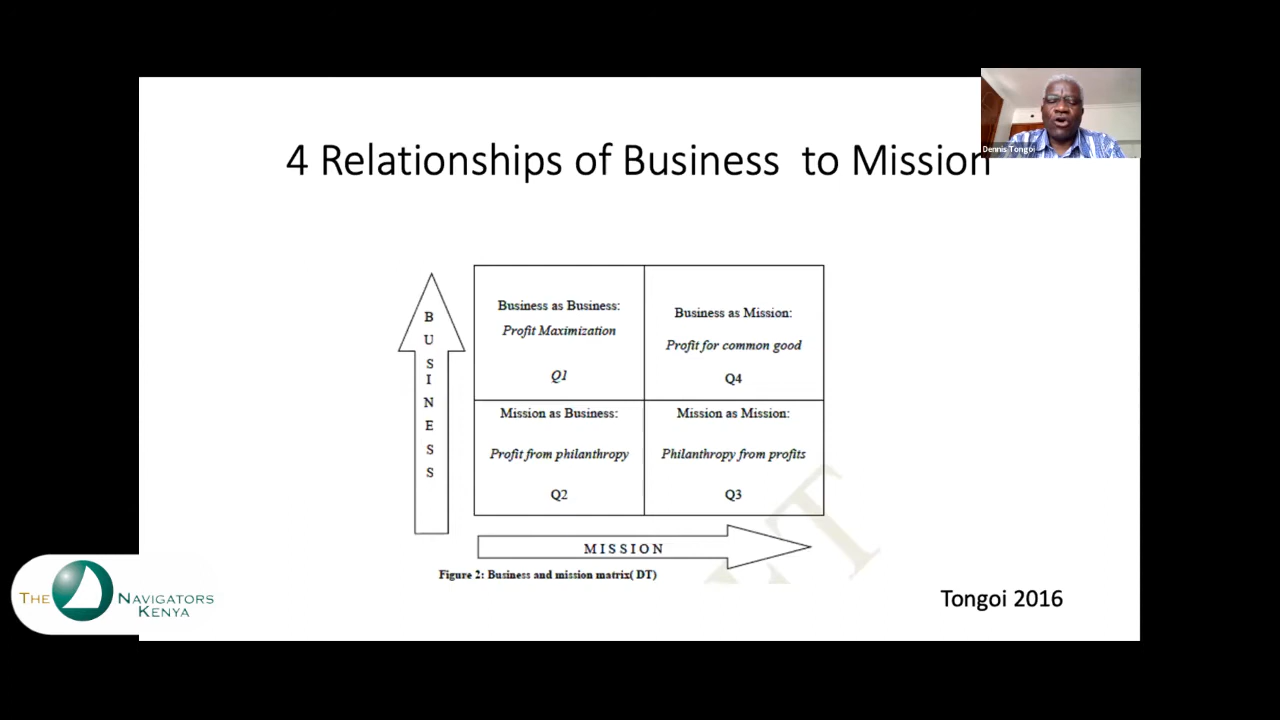 Dennis Tongoi
4 Relationships of Business to Mission
B
U
S
I
N
E
S
S
Business as Business:
Profit Maximization
Q1
Business as Mission:
Profit for common good
Q4
Mission as Business:
Profit from philanthropy
Q2
Mission as Mission:
Philanthropy from profits
Q3
MISSION
Figure 2: Business and mission matrix( DT)
Tongoi 2016
THE NAVIGATORS
KENYA